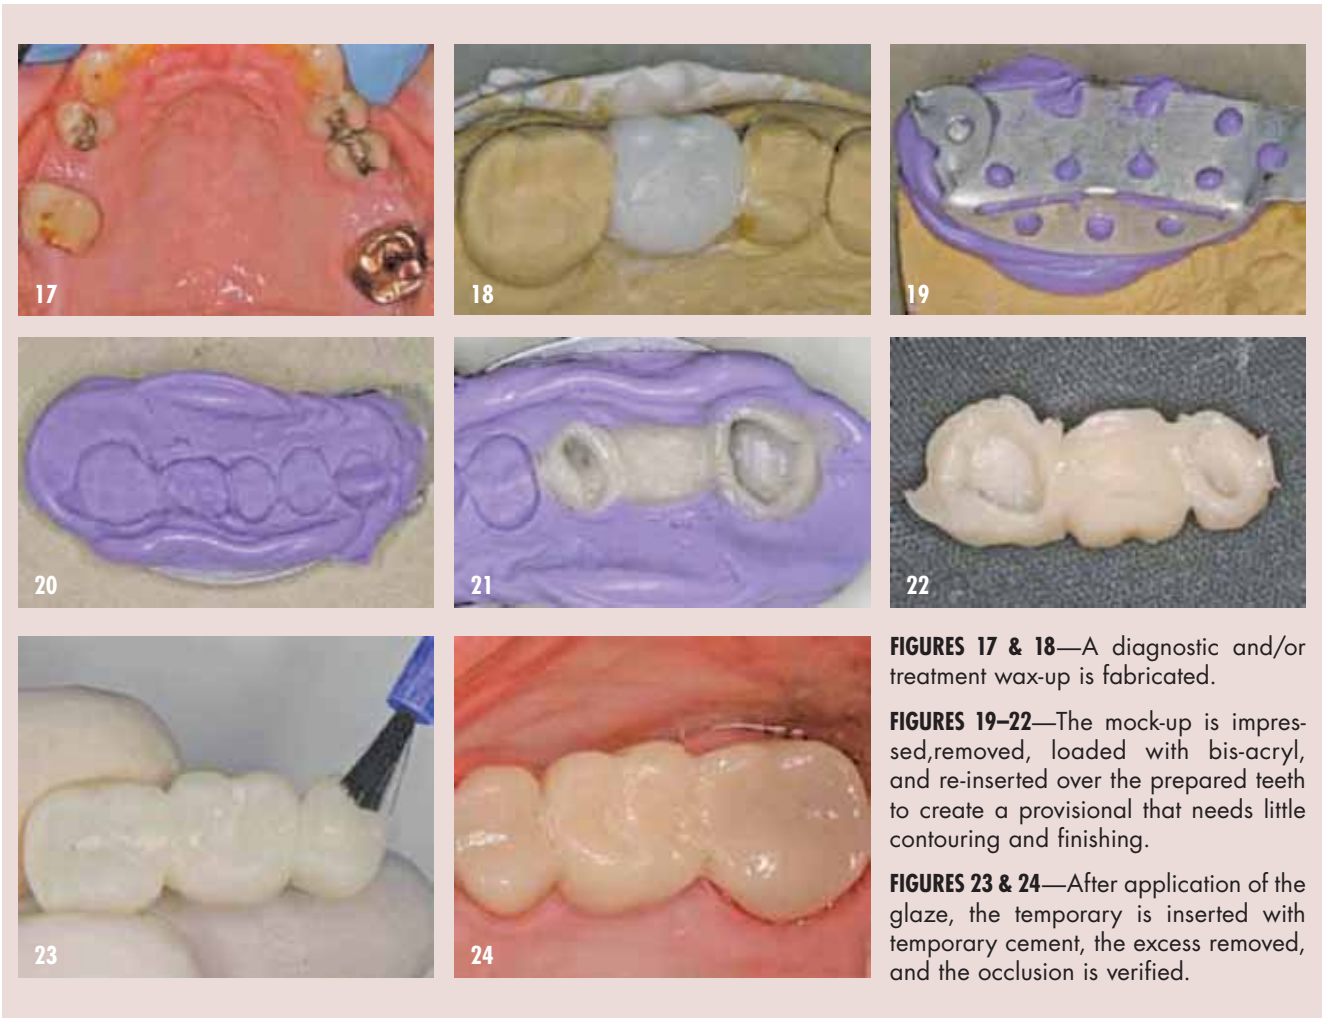 17
18
19
20
21
22
23
24
FIGURES 17 & 18—A diagnostic and/or
treatment wax-up is fabricated.
FIGURES 19–22—The mock-up is impres-
sed,removed, loaded with bis-acryl,
and re-inserted over the prepared teeth
to create a provisional that needs little
contouring and finishing.
FIGURES 23 & 24—After application of the
glaze, the temporary is inserted with
temporary cement, the excess removed,
and the occlusion is verified.